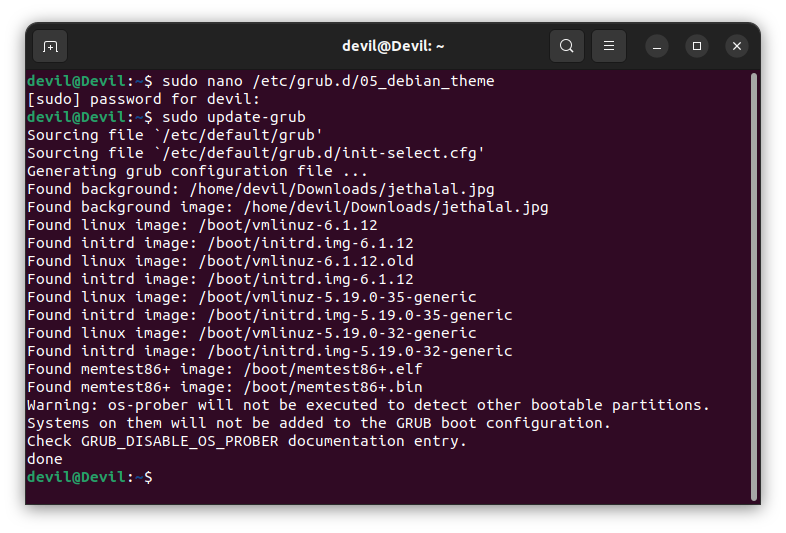 devil@Devil: ~
devil@Devil:~$ sudo nano /etc/grub.d/05_debian_theme
[sudo] password for devil:
devil@Devil:~$ sudo update-grub
Sourcing file `/etc/default/grub'
Sourcing file `/etc/default/grub.d/init-select.cfg'
Generating grub configuration file ...
Found background: /home/devil/Downloads/jethalal.jpg
Found background image: /home/devil/Downloads/jethalal.jpg
Found linux image: /boot/vmlinuz-6.1.12
Found initrd image: /boot/initrd.img-6.1.12
Found linux image: /boot/vmlinuz-6.1.12.old
Found initrd image: /boot/initrd.img-6.1.12
Found linux image: /boot/vmlinuz-5.19.0-35-generic
Found initrd image: /boot/initrd.img-5.19.0-35-generic
Found linux image: /boot/vmlinuz-5.19.0-32-generic
Found initrd image: /boot/initrd.img-5.19.0-32-generic
Found memtest86+ image: /boot/memtest86+.elf
Found memtest86+ image: /boot/memtest86+.bin
Warning: os-prober will not be executed to detect other bootable partitions.
Systems on them will not be added to the GRUB boot configuration.
Check GRUB_DISABLE_OS_PROBER documentation entry.
done
devil@Devil:~$